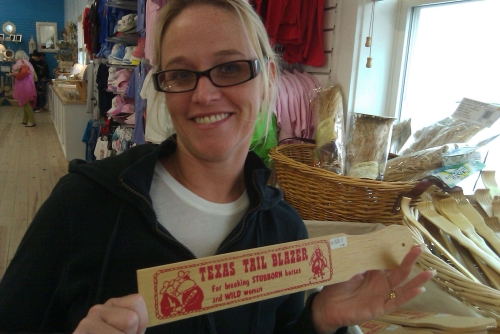 TEXAS TAIL BLAZER
For breaking STUBBORN horses
and WILD women